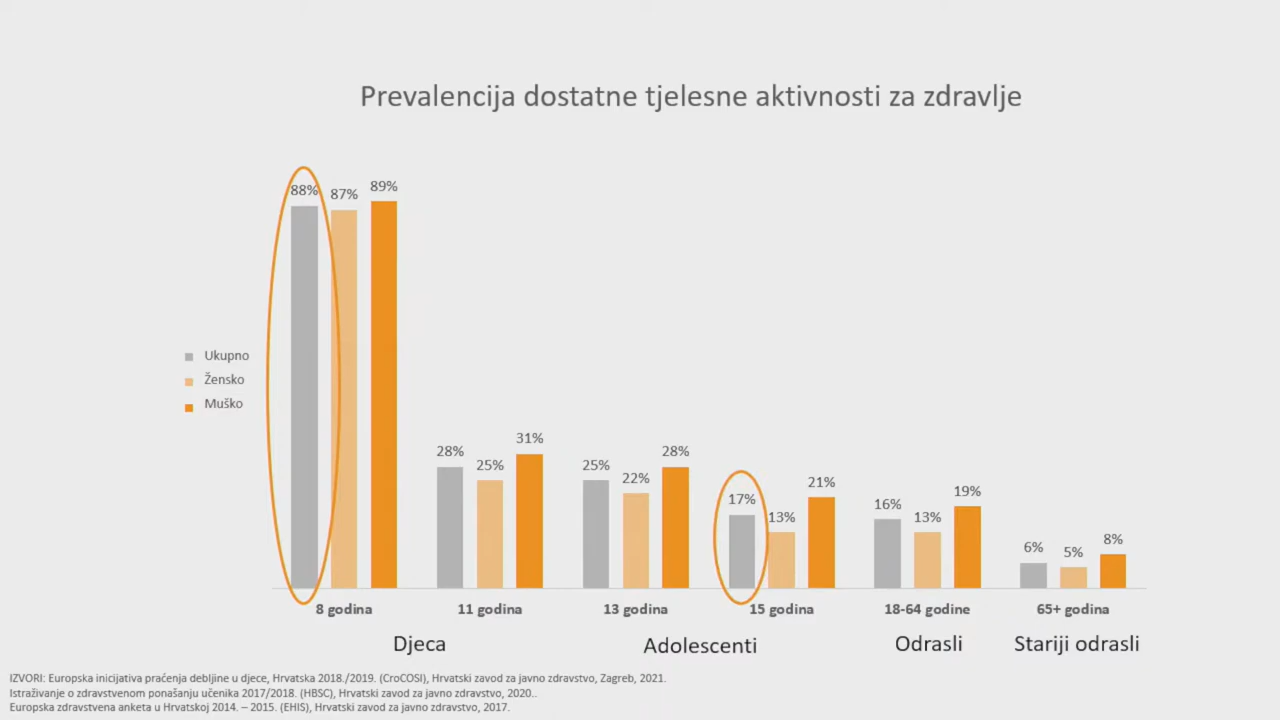 Prevalencija dostatne tjelesne aktivnosti za zdravlje
88% 87% 89%
Ukupno
Žensko
Muško
28% 25% 31%
25% 22% 28%
17% 13% 21%
16% 13% 19%
6% 5% 8%
8 godina 11 godina 13 godina 15 godina 18-64 godine 65+ godina
Djeca Adolescenti Odrasli Stariji odrasli
IZVORI: Europska inicijativa praćenja debljine u djece, Hrvatska 2018./2019. (CroCOSI), Hrvatski zavod za javno zdravstvo, Zagreb, 2021.
Istraživanje o zdravstvenom ponašanju učenika 2017/2018. (HBSC), Hrvatski zavod za javno zdravstvo, 2020..
Europska zdravstvena anketa u Hrvatskoj 2014. – 2015. (EHIS), Hrvatski zavod za javno zdravstvo, 2017.